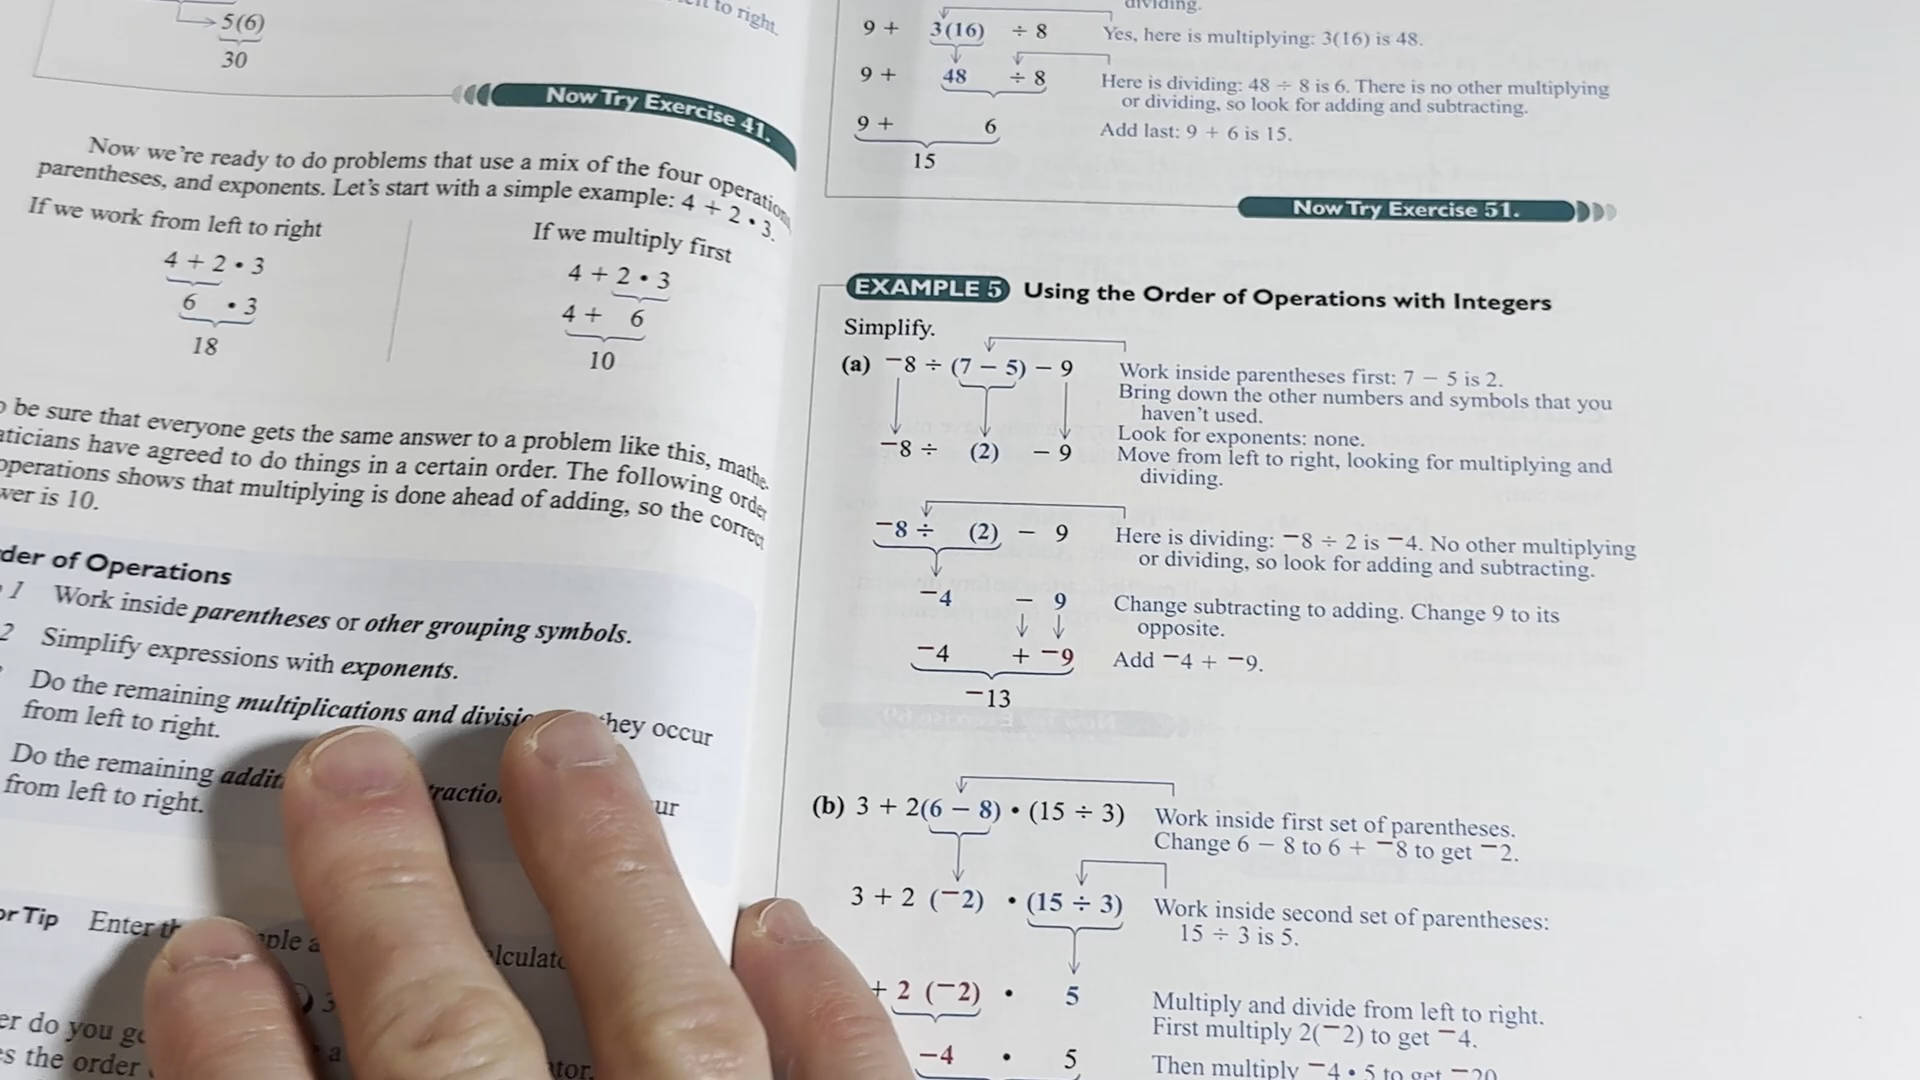 5(6)
30
to right.
Now Try Exercise 41.
Now we're ready to do problems that use a mix of the four
parentheses, and exponents. Let's start with a simple example: 4 + 2 • 3.
If we work from left to right
4 + 2 • 3
6 • 3
18
If we multiply first
4 + 2 • 3
4 + 6
10
be sure that everyone gets the same answer to a problem like this, mathe-
have agreed to do things in a certain order. The following order
operations shows that multiplying is done ahead of adding, so the correct
is 10.
of Operations
1 Work inside parentheses or other grouping symbols.
2 Simplify expressions with exponents.
Do the remaining multiplications and they occur
from left to right.
Do the remaining
from left to right.
Tip Enter
3
do you
the order a
dividing.
9 + 3(16) ÷ 8 Yes, here is multiplying: 3(16) is 48.
9 + 48 ÷ 8 Here is dividing: 48 ÷ 8 is 6. There is no other multiplying
or dividing, so look for adding and subtracting.
9 + 6 Add last: 9 + 6 is 15.
15
Now Try Exercise 51.
EXAMPLE 5 Using the Order of Operations with Integers
Simplify.
(a) ⁻8 ÷ (7 − 5) − 9 Work inside parentheses first: 7 − 5 is 2.
Bring down the other numbers and symbols that you
haven't used.
Look for exponents: none.
⁻8 ÷ (2) − 9 Move from left to right, looking for multiplying and
dividing.
⁻8 ÷ (2) − 9 Here is dividing: ⁻8 ÷ 2 is ⁻4. No other multiplying
or dividing, so look for adding and subtracting.
⁻4 − 9 Change subtracting to adding. Change 9 to its
opposite.
⁻4 + ⁻9 Add ⁻4 + ⁻9.
⁻13
(b) 3 + 2(6 − 8) • (15 ÷ 3) Work inside first set of parentheses.
Change 6 − 8 to 6 + ⁻8 to get ⁻2.
3 + 2 (⁻2) • (15 ÷ 3) Work inside second set of parentheses:
15 ÷ 3 is 5.
+ 2 (⁻2) • 5 Multiply and divide from left to right.
First multiply 2(⁻2) to get ⁻4.
⁻4 • 5 Then multiply ⁻4 • 5 to get ⁻20